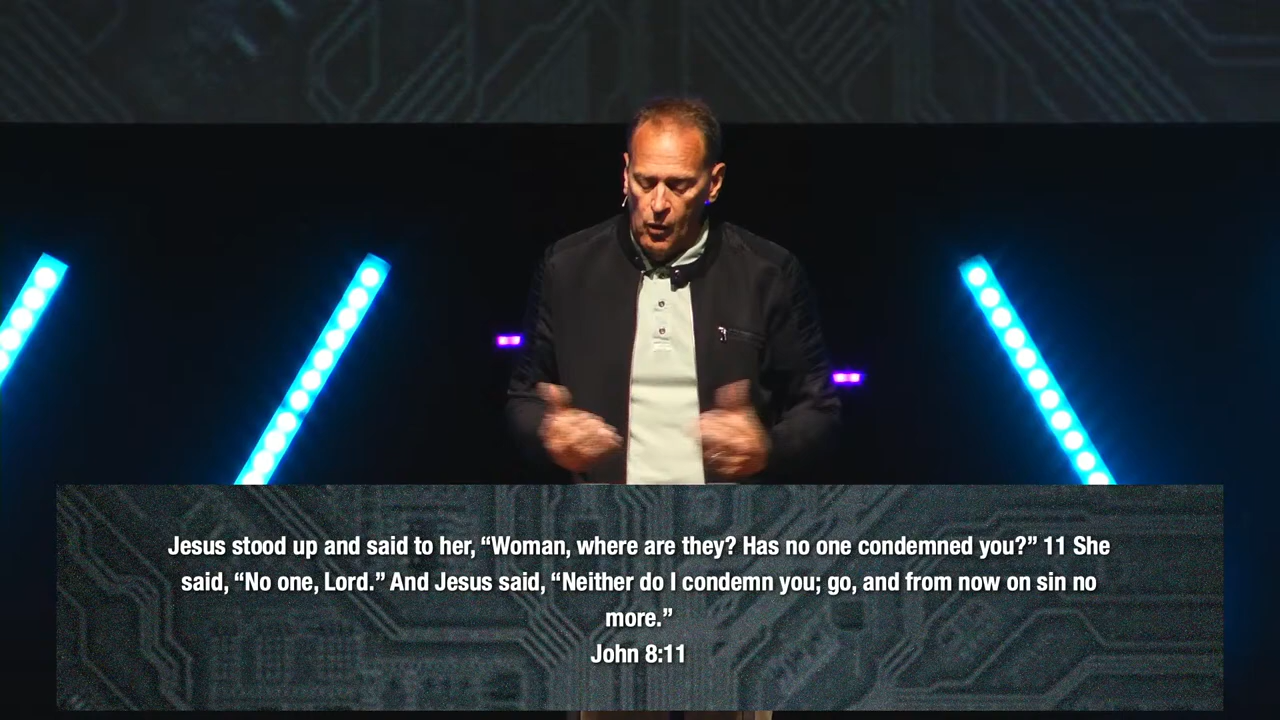 Jesus stood up and said to her, “Woman, where are they? Has no one condemned you?” 11 She
said, “No one, Lord.” And Jesus said, “Neither do I condemn you; go, and from now on sin no
more.”
John 8:11